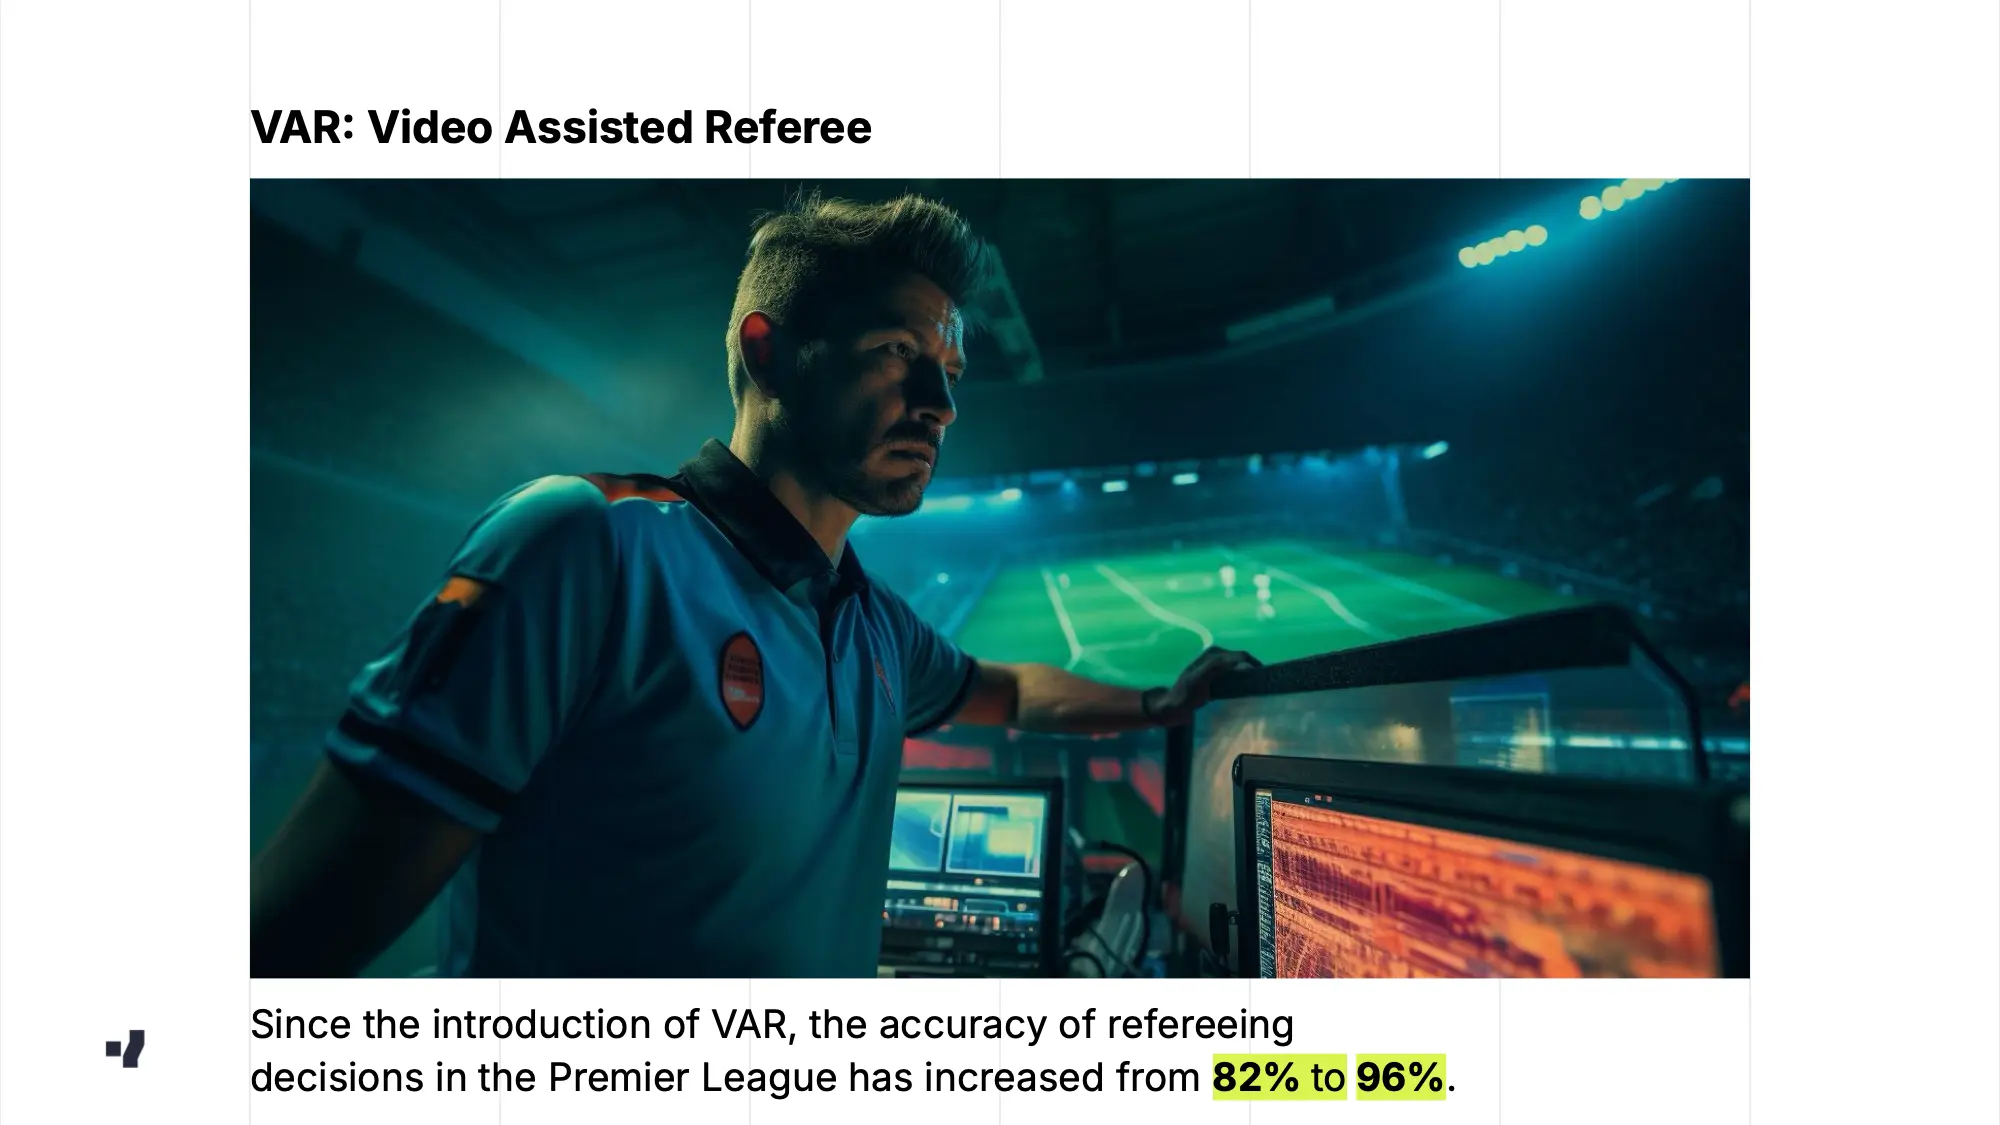 VAR: Video Assisted Referee
Since the introduction of VAR, the accuracy of refereeing
decisions in the Premier League has increased from 82% to 96%.